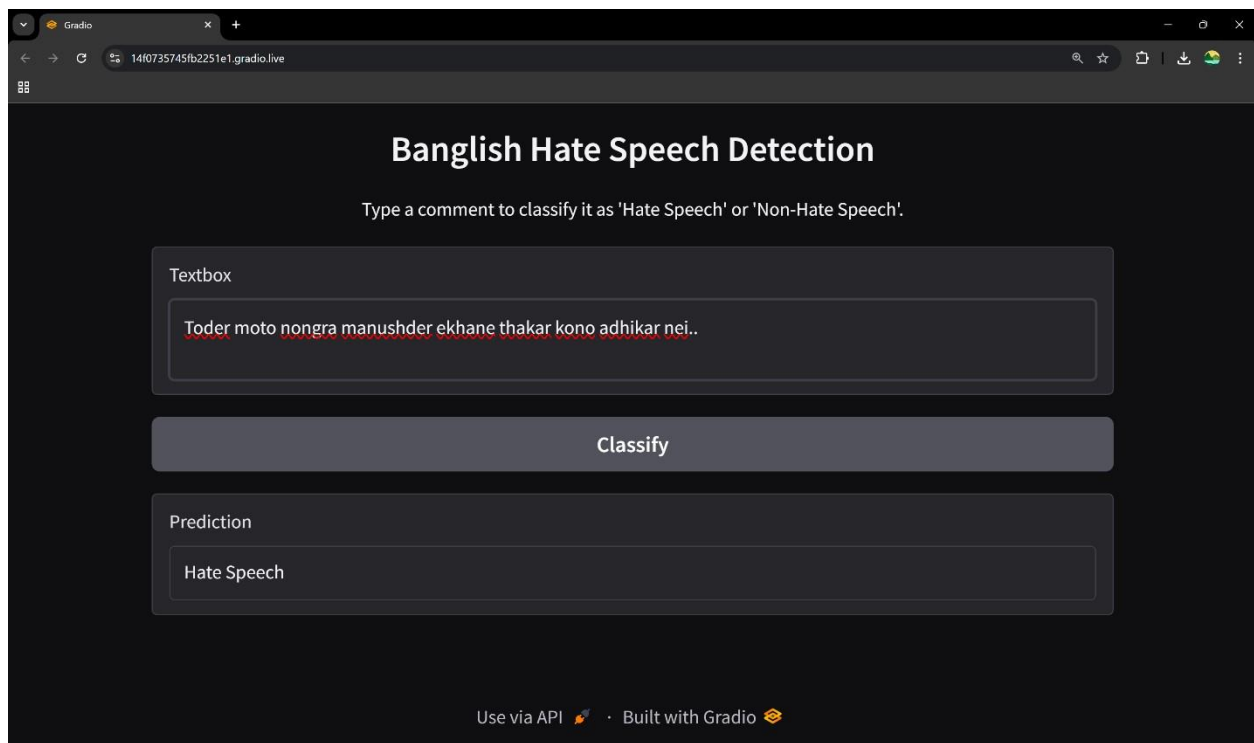 Gradio
14f0735745fb2251e1.gradio.live
Banglish Hate Speech Detection
Type a comment to classify it as 'Hate Speech' or 'Non-Hate Speech'.
Textbox
Toder moto nongra manushder ekhane thakar kono adhikar nei..
Classify
Prediction
Hate Speech
Use via API · Built with Gradio